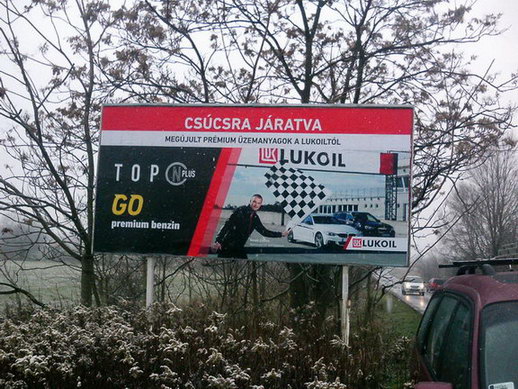 CSÚCSRA JÁRATVA
MEGÚJULT PRÉMIUM ÜZEMANYAGOK A LUKOILTÓL
LUKOIL
TOP N PLUS
GO
premium benzin
LUKOIL